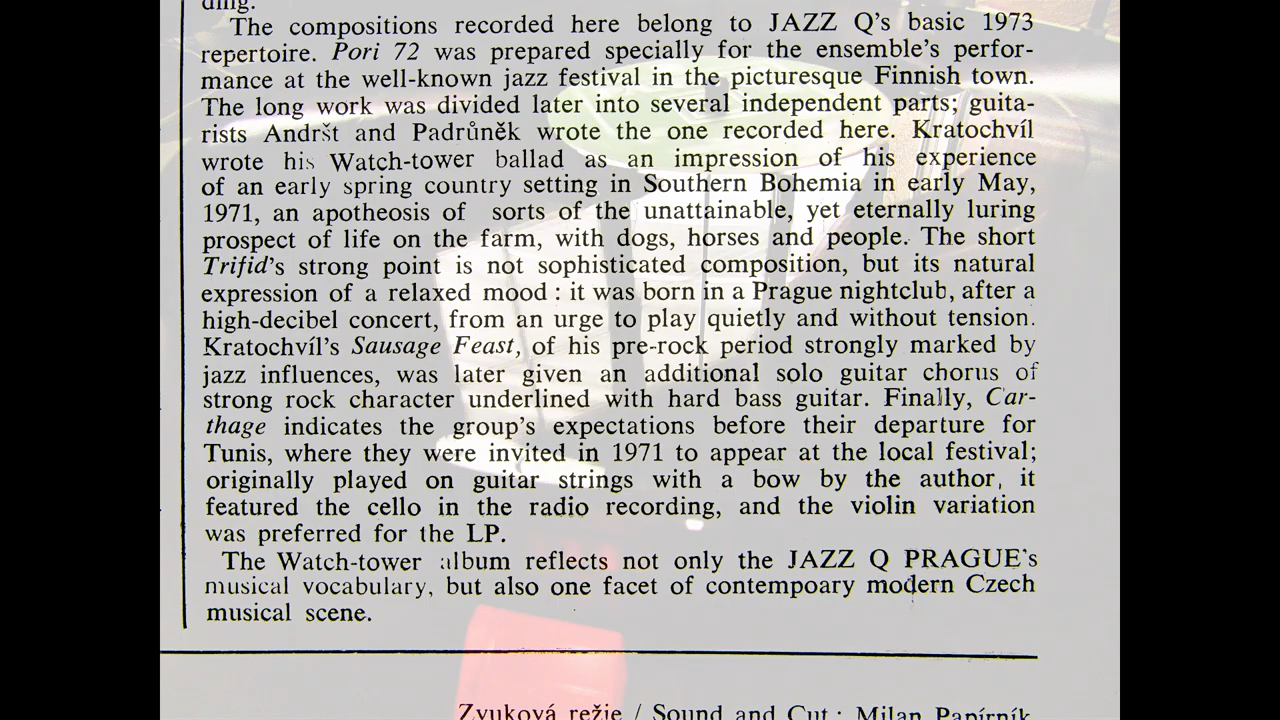 ding.
The compositions recorded here belong to JAZZ Q's basic 1973
repertoire. Pori 72 was prepared specially for the ensemble's perfor-
mance at the well-known jazz festival in the picturesque Finnish town.
The long work was divided later into several independent parts; guita-
rists Andršt and Padrůněk wrote the one recorded here. Kratochvíl
wrote his Watch-tower ballad as an impression of his experience
of an early spring country setting in Southern Bohemia in early May,
1971, an apotheosis of sorts of the unattainable, yet eternally luring
prospect of life on the farm, with dogs, horses and people. The short
Trifid's strong point is not sophisticated composition, but its natural
expression of a relaxed mood : it was born in a Prague nightclub, after a
high-decibel concert, from an urge to play quietly and without tension.
Kratochvíl's Sausage Feast, of his pre-rock period strongly marked by
jazz influences, was later given an additional solo guitar chorus of
strong rock character underlined with hard bass guitar. Finally, Car-
thage indicates the group's expectations before their departure for
Tunis, where they were invited in 1971 to appear at the local festival;
originally played on guitar strings with a bow by the author, it
featured the cello in the radio recording, and the violin variation
was preferred for the LP.
The Watch-tower album reflects not only the JAZZ Q PRAGUE's
musical vocabulary, but also one facet of contempoary modern Czech
musical scene.
Zvuková režie / Sound and Cut : Milan Papírník